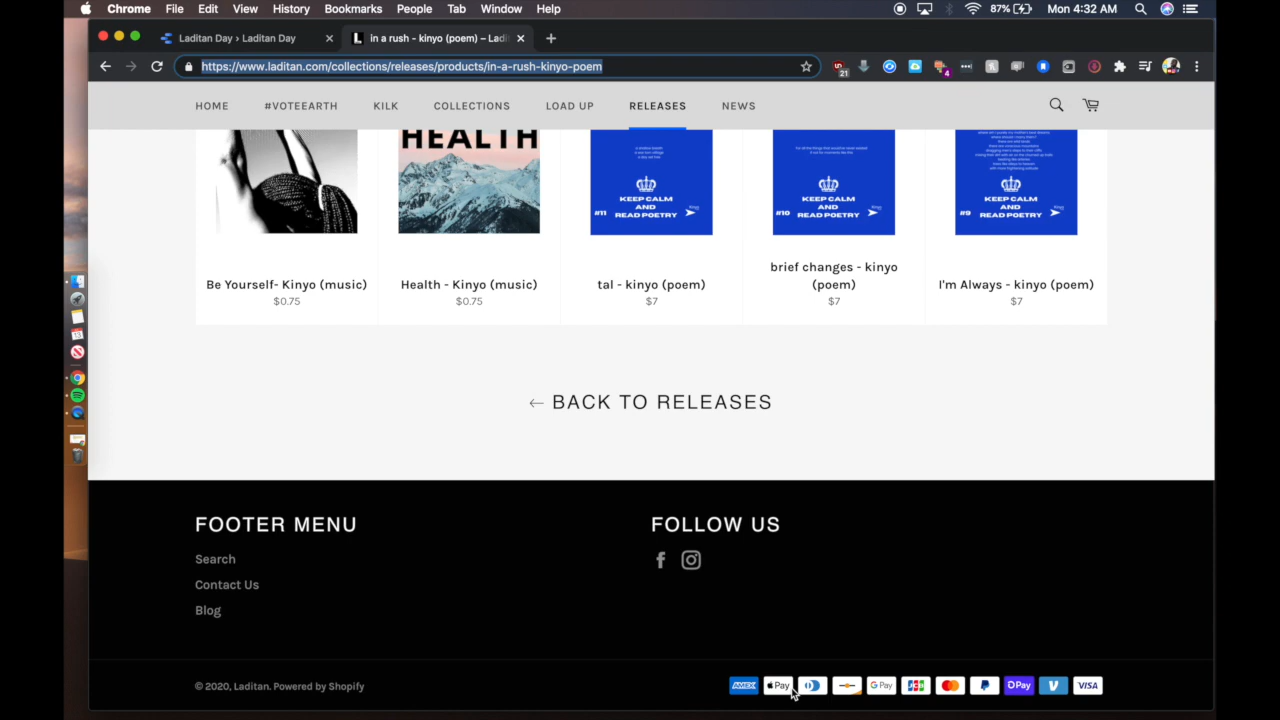 Chrome File Edit View History Bookmarks People Tab Window Help 87% Mon 4:32 AM
Laditan Day › Laditan Day in a rush - kinyo (poem) – Ladi
https://www.laditan.com/collections/releases/products/in-a-rush-kinyo-poem
21 4
HOME #VOTEEARTH KILK COLLECTIONS LOAD UP RELEASES NEWS
HEALTH
KEEP CALM
AND
#11 READ POETRY
KEEP CALM
AND
#10 READ POETRY
KEEP CALM
AND
#9 READ POETRY
Be Yourself- Kinyo (music)
$0.75
Health - Kinyo (music)
$0.75
tal - kinyo (poem)
$7
brief changes - kinyo
(poem)
$7
I'm Always - kinyo (poem)
$7
← BACK TO RELEASES
FOOTER MENU
Search
Contact Us
Blog
FOLLOW US
© 2020, Laditan. Powered by Shopify
AMEX Pay G Pay JCB Pay VISA